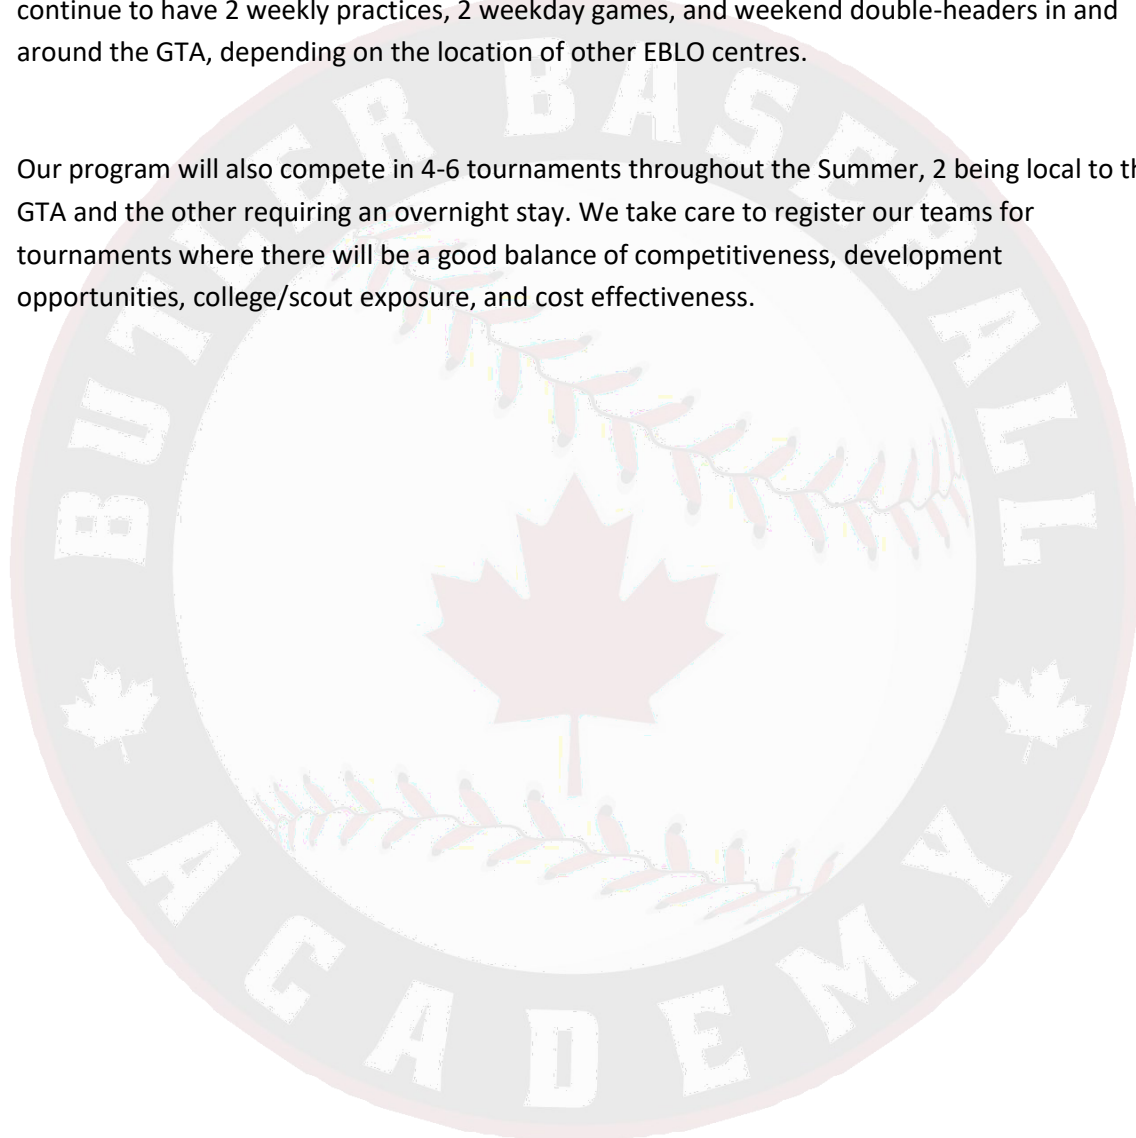 continue to have 2 weekly practices, 2 weekday games, and weekend double-headers in and
around the GTA, depending on the location of other EBLO centres.
Our program will also compete in 4-6 tournaments throughout the Summer, 2 being local to th
GTA and the other requiring an overnight stay. We take care to register our teams for
tournaments where there will be a good balance of competitiveness, development
opportunities, college/scout exposure, and cost effectiveness.
BUTLER BASEBALL
ACADEMY